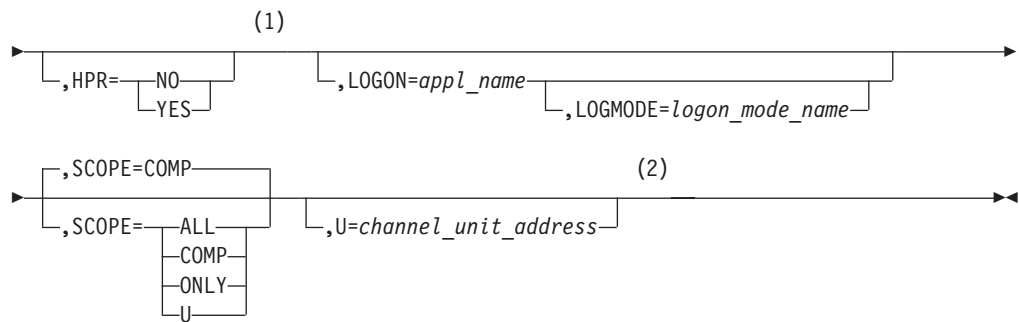 (1)
,HPR= NO ,LOGON=appl_name
YES ,LOGMODE=logon_mode_name
,SCOPE=COMP (2)
,SCOPE= ALL ,U=channel_unit_address
COMP
ONLY
U